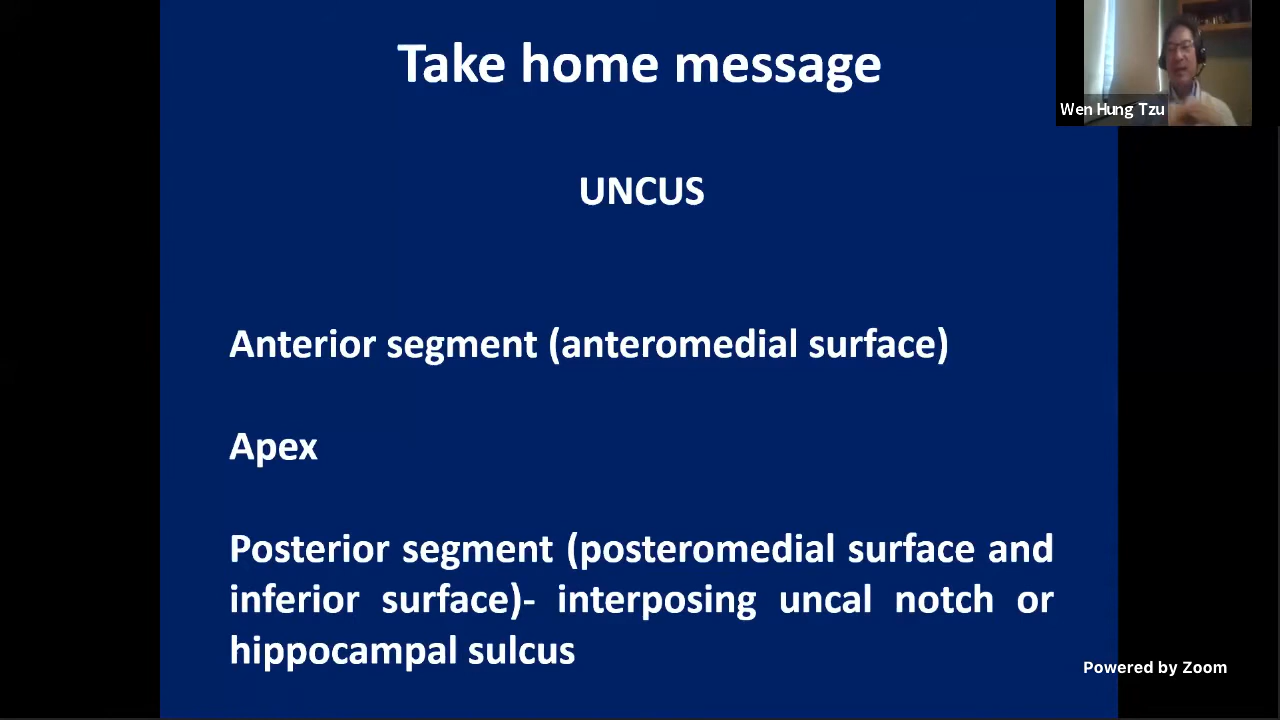 Take home message
Wen Hung Tzu
UNCUS
Anterior segment (anteromedial surface)
Apex
Posterior segment (posteromedial surface and
inferior surface)- interposing uncal notch or
hippocampal sulcus
Powered by Zoom